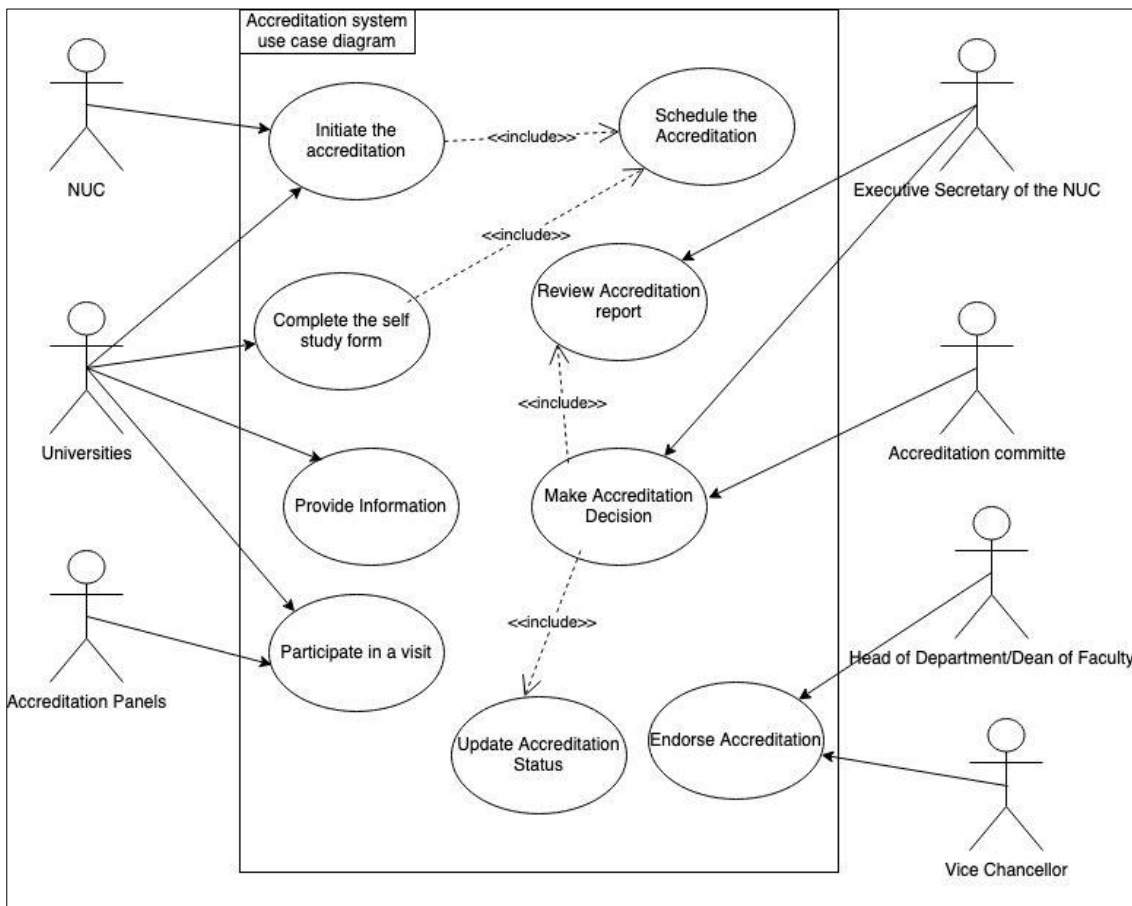 Accreditation system
use case diagram
Initiate the
accreditation
<<include>>
Schedule the
Accreditation
NUC
Executive Secretary of the NUC
<<include>>
Complete the self
study form
Review Accreditation
report
<<include>>
Universities
Accreditation committe
Provide Information
Make Accreditation
Decision
<<include>>
Participate in a visit
Head of Department/Dean of Faculty
Accreditation Panels
Update Accreditation
Status
Endorse Accreditation
Vice Chancellor